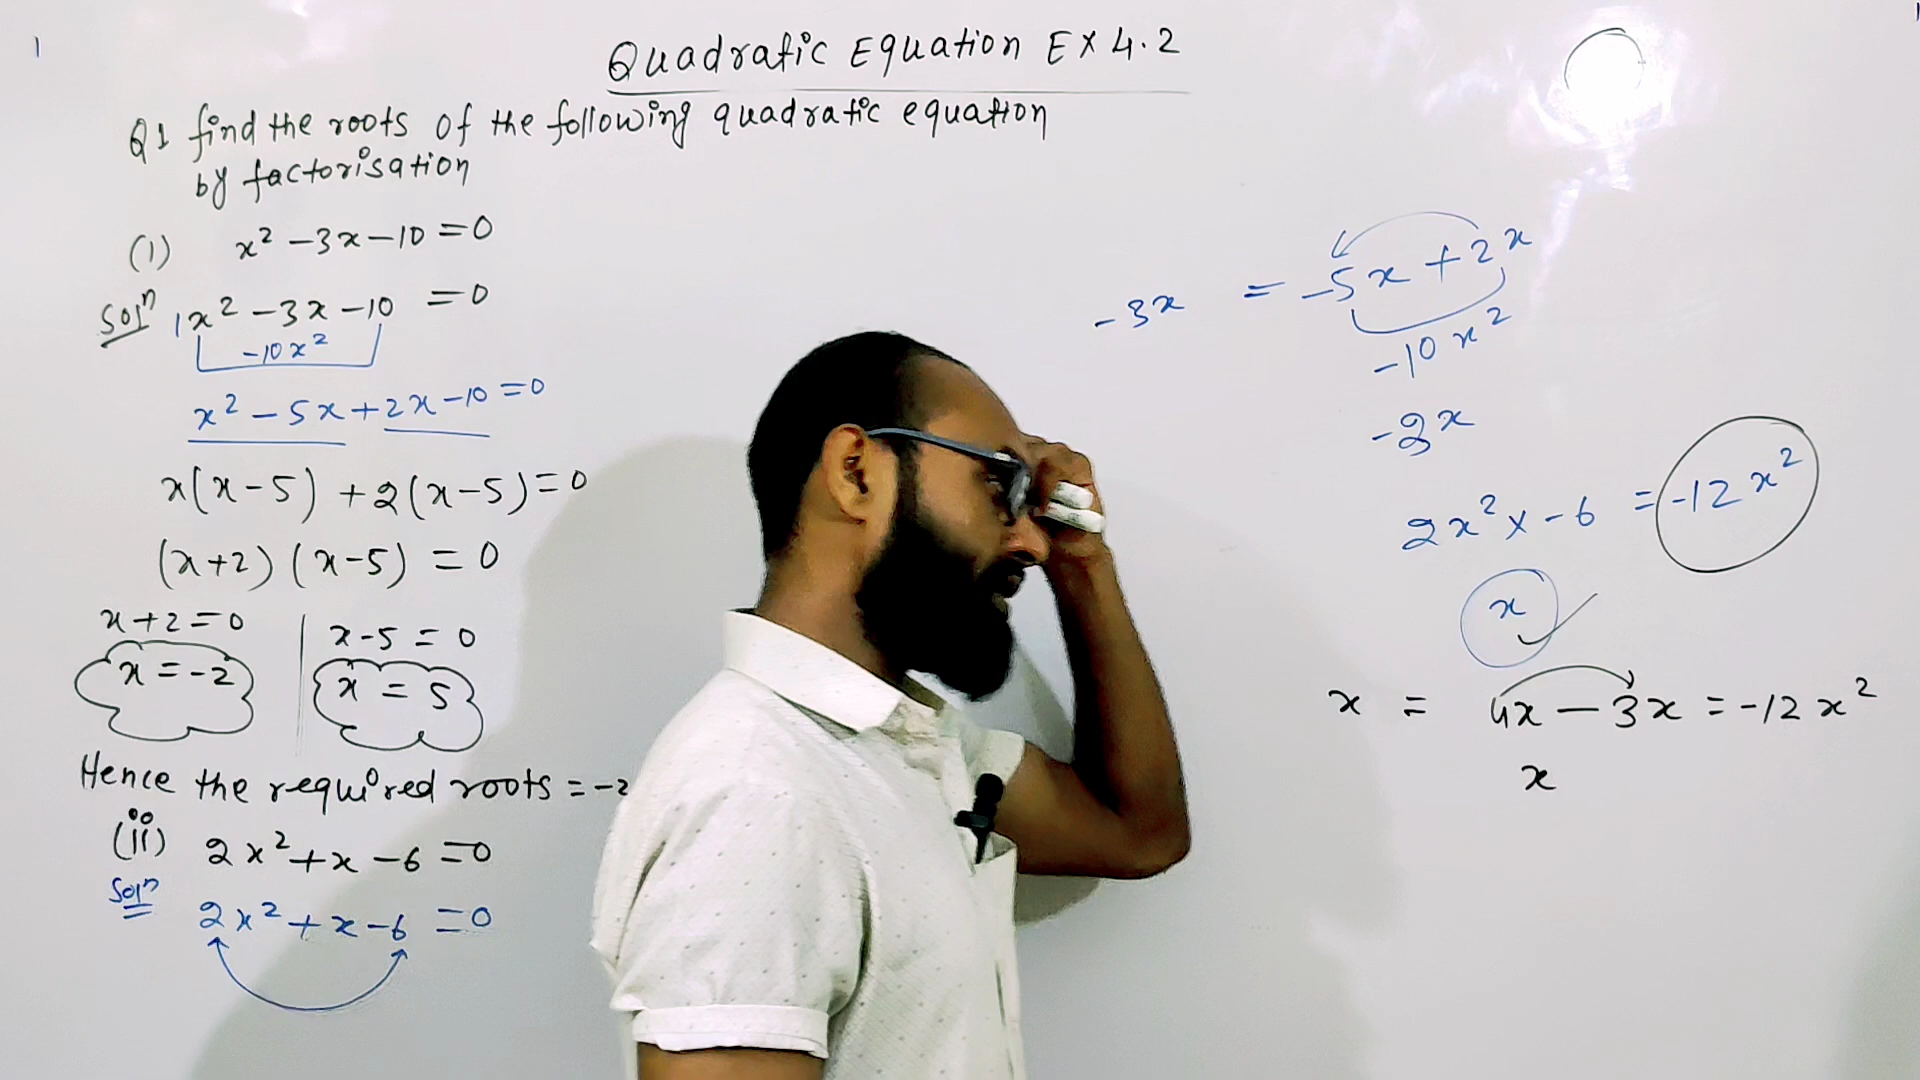 Quadratic Equation Ex 4.2
Q1 find the roots of the following quadratic equation
by factorisation
(1) x² - 3x - 10 = 0
Solⁿ 1x² - 3x - 10 = 0
-10x²
x² - 5x + 2x - 10 = 0
x(x-5) + 2(x-5) = 0
(x+2) (x-5) = 0
x+2 = 0 | x-5 = 0
x = -2 | x = 5
Hence the required roots = -2
(ii) 2x² + x - 6 = 0
Solⁿ 2x² + x - 6 = 0
-3x = -5x + 2x
-10x²
2x² x -6 = -12x²
x
x = 4x - 3x = -12x²
x